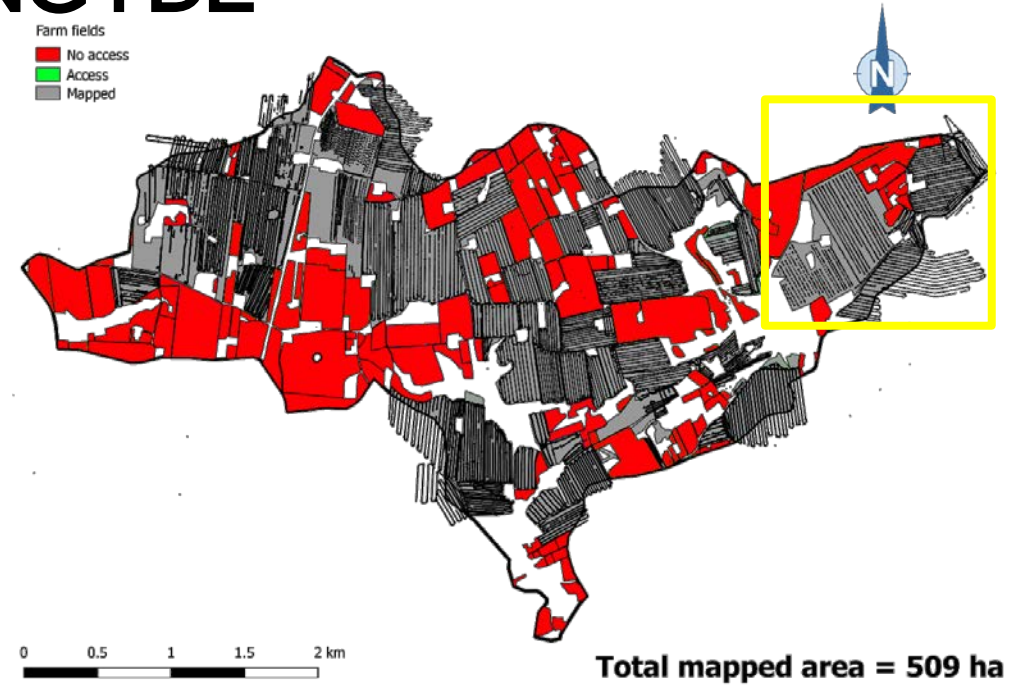 Farm fields
No access
Access
Mapped
N
0 0.5 1 1.5 2 km
Total mapped area = 509 ha